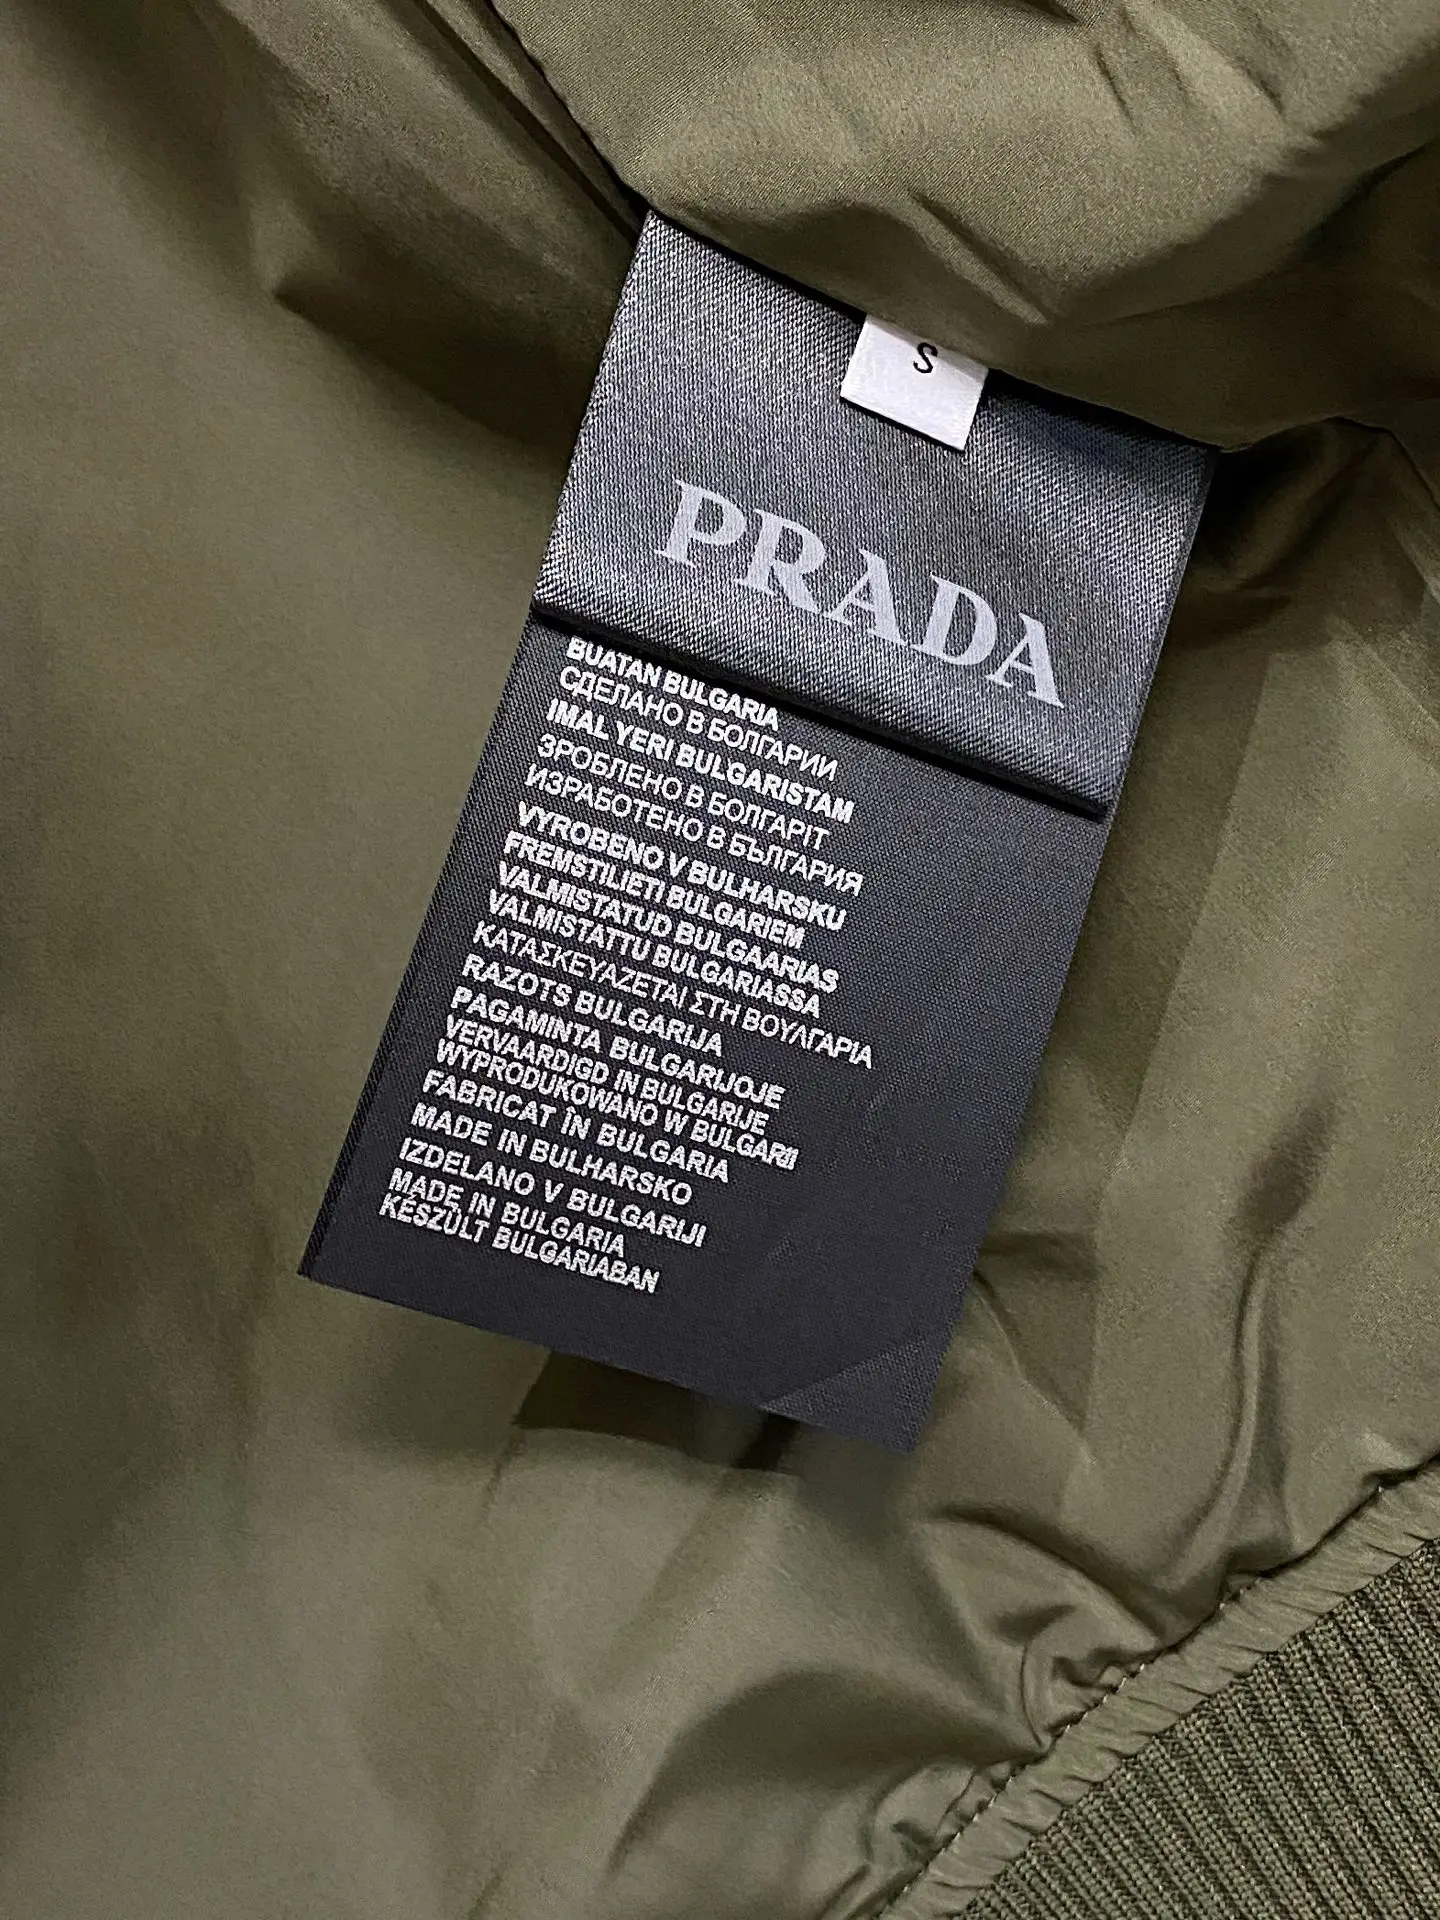 S
PRADA
BUATAN BULGARIA
СДЕЛАНО В БОЛГАРИИ
IMAL YERI BULGARISTAM
ЗРОБЛЕНО В БОЛГАРІТ
ИЗРАБОТЕНО В БЪЛГАРИЯ
VYROBENO V BULHARSKU
FREMSTILIETI BULGARIEM
VALMISTATUD BULGAARIAS
VALMISTATTU BULGARIASSA
ΚΑΤΑΣΚΕΥΑΖΕΤΑΙ ΣΤΗ ΒΟΥΛΓΑΡΙΑ
RAZOTS BULGARIJA
PAGAMINTA BULGARIJOJE
VERVAARDIGD IN BULGARIJE
WYPRODUKOWANO W BULGARII
FABRICAT ÎN BULGARIA
MADE IN BULHARSKO
IZDELANO V BULGARIJI
MADE IN BULGARIA
KÉSZÜLT BULGARIABAN